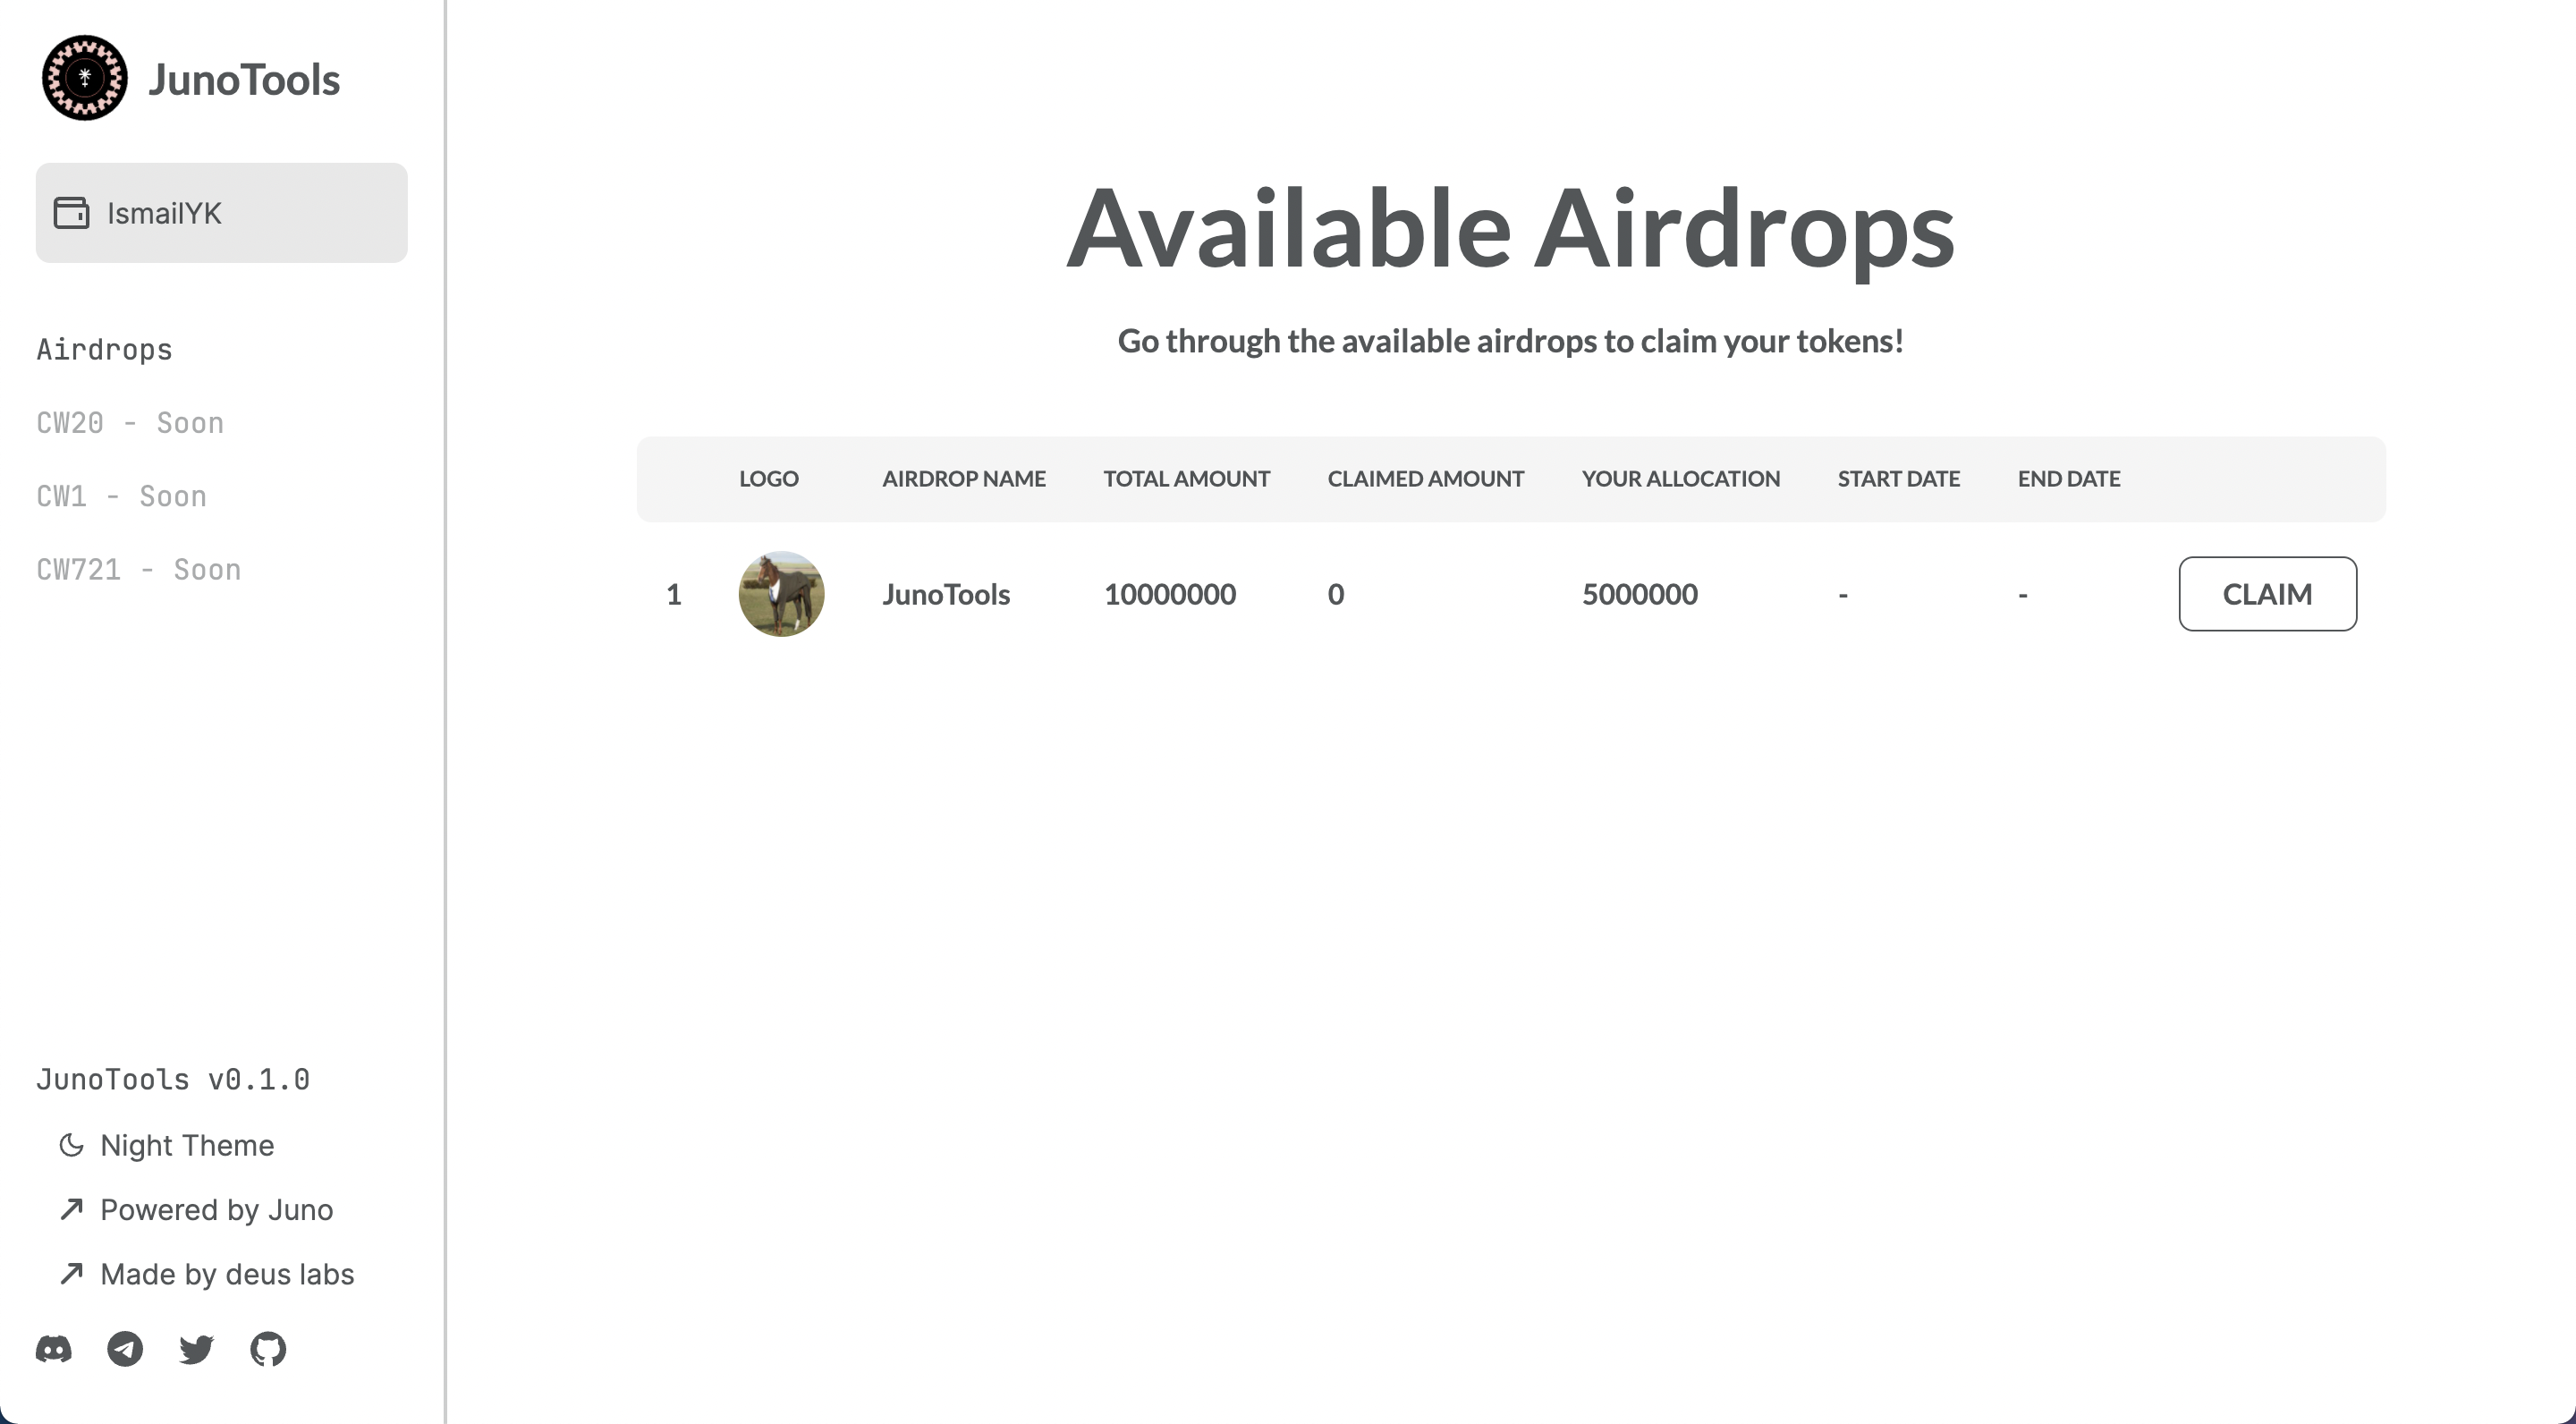 JunoTools
IsmailYK
Airdrops
CW20 - Soon
CW1 - Soon
CW721 - Soon
JunoTools v0.1.0
Night Theme
Powered by Juno
Made by deus labs
Available Airdrops
Go through the available airdrops to claim your tokens!
LOGO AIRDROP NAME TOTAL AMOUNT CLAIMED AMOUNT YOUR ALLOCATION START DATE END DATE
1 JunoTools 10000000 0 5000000 - - CLAIM